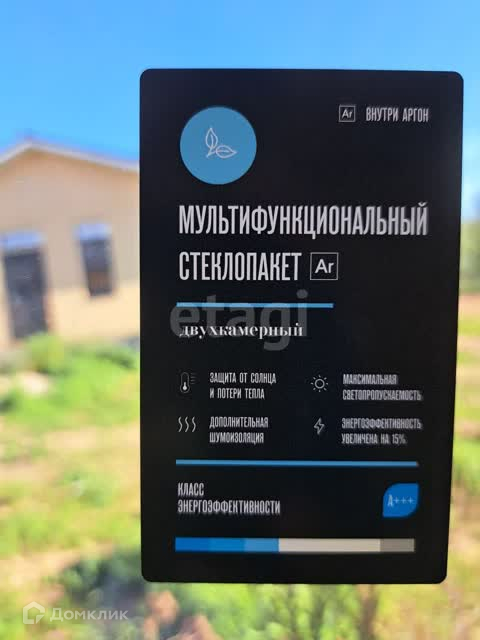 Ar ВНУТРИ АРГОН
МУЛЬТИФУНКЦИОНАЛЬНЫЙ
СТЕКЛОПАКЕТ Ar
etagi
двухкамерный
ЗАЩИТА ОТ СОЛНЦА
И ПОТЕРИ ТЕПЛА
МАКСИМАЛЬНАЯ
СВЕТОПРОПУСКАЕМОСТЬ
ДОПОЛНИТЕЛЬНАЯ
ШУМОИЗОЛЯЦИЯ
ЭНЕРГОЭФФЕКТИВНОСТЬ
УВЕЛИЧЕНА НА 15%
КЛАСС
ЭНЕРГОЭФФЕКТИВНОСТИ
A+++
Домклик